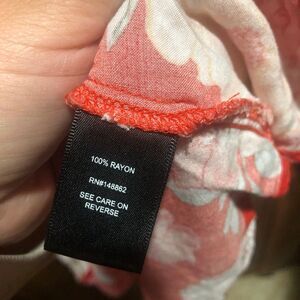 100% RAYON
RN#148862
SEE CARE ON
REVERSE